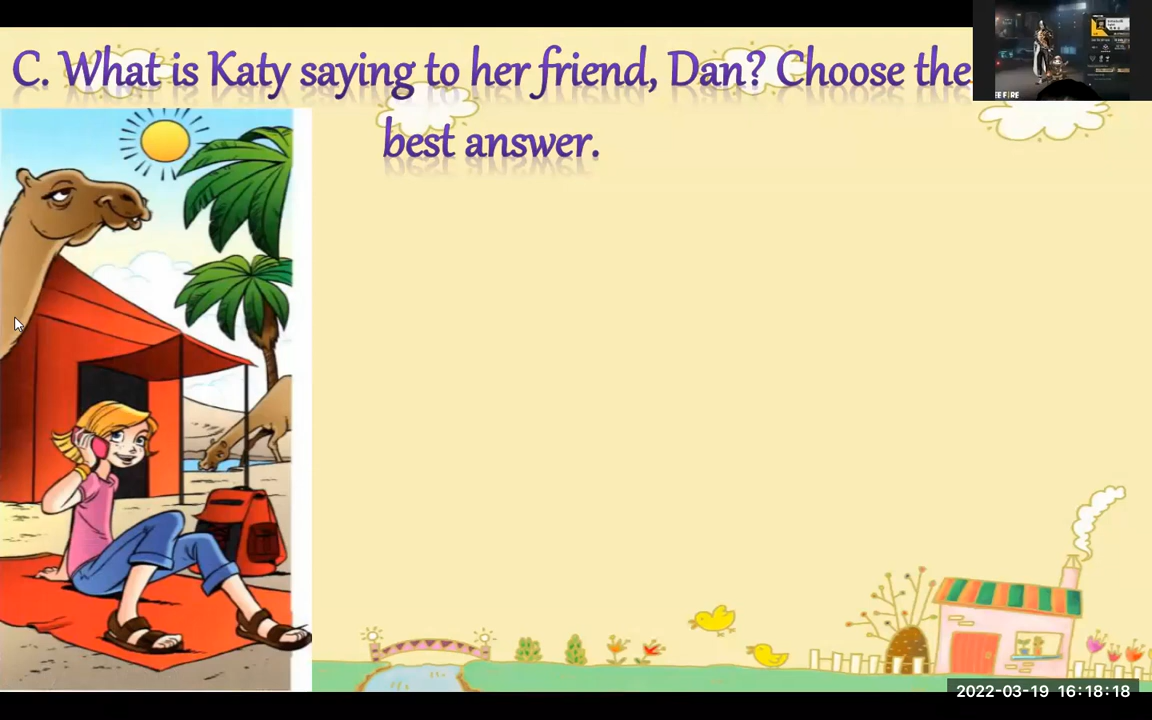 C. What is Katy saying to her friend, Dan? Choose the
best answer.
2022-03-19 16:18:18